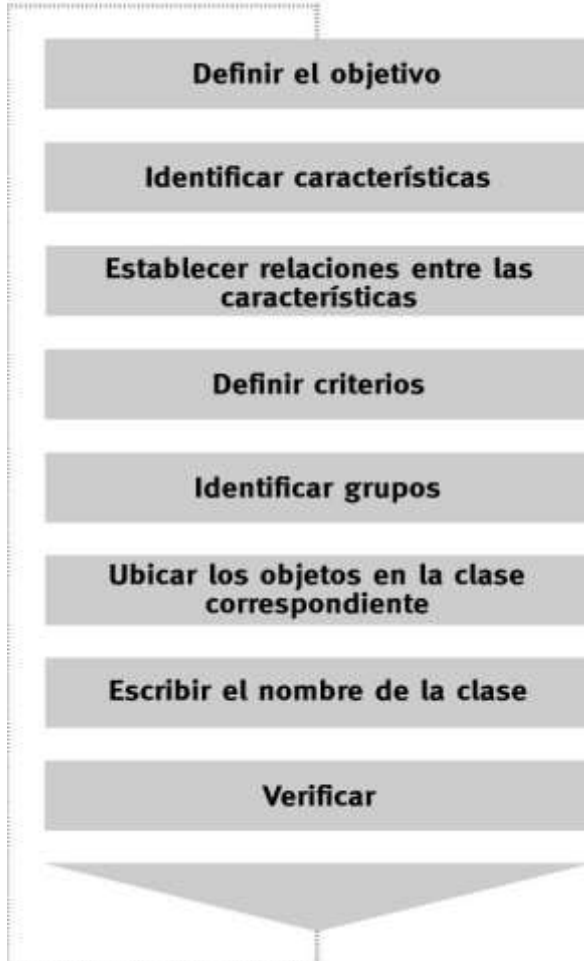 Definir el objetivo
Identificar características
Establecer relaciones entre las
características
Definir criterios
Identificar grupos
Ubicar los objetos en la clase
correspondiente
Escribir el nombre de la clase
Verificar